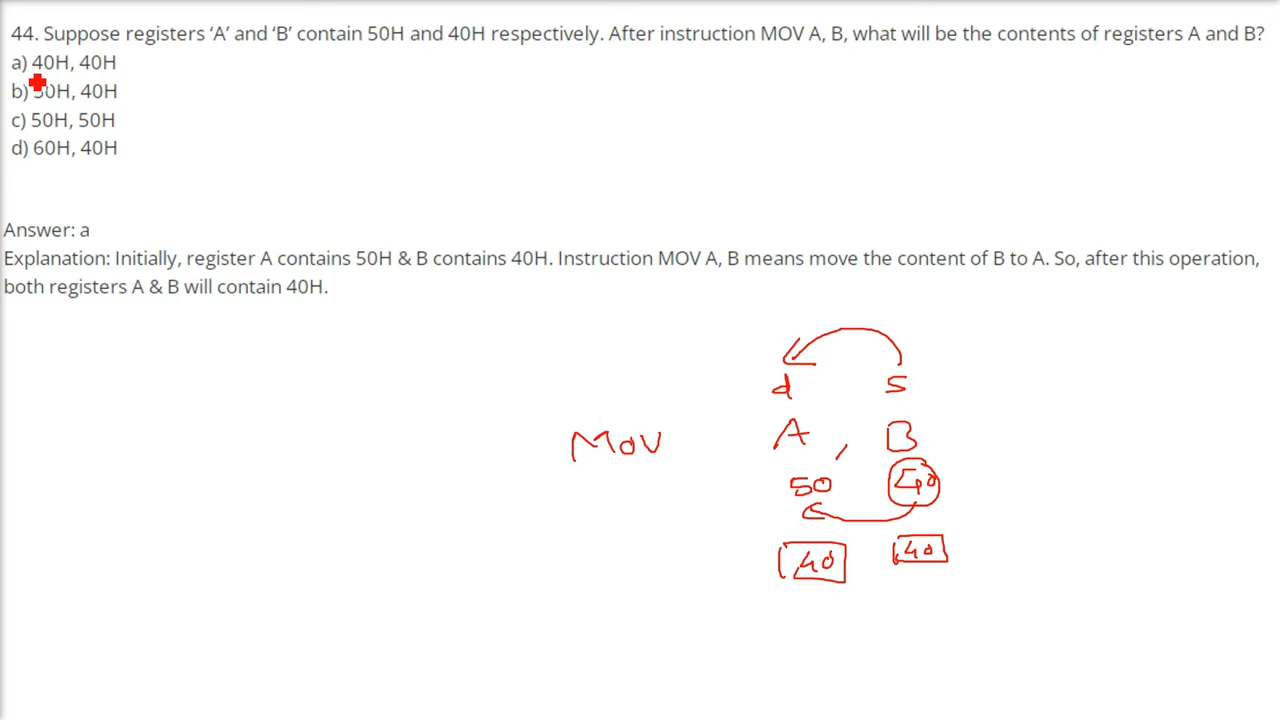 44. Suppose registers ‘A’ and ‘B’ contain 50H and 40H respectively. After instruction MOV A, B, what will be the contents of registers A and B?
a) 40H, 40H
b) 50H, 40H
c) 50H, 50H
d) 60H, 40H
Answer: a
Explanation: Initially, register A contains 50H & B contains 40H. Instruction MOV A, B means move the content of B to A. So, after this operation,
both registers A & B will contain 40H.
d S
MOV A , B
50 40
40 40